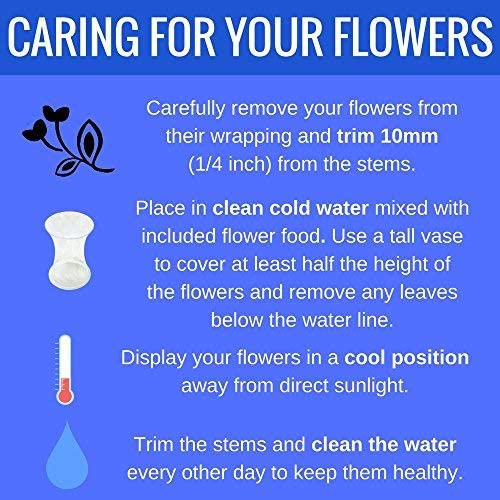 CARING FOR YOUR FLOWERS
Carefully remove your flowers from
their wrapping and trim 10mm
(1/4 inch) from the stems.
Place in clean cold water mixed with
included flower food. Use a tall vase
to cover at least half the height of
the flowers and remove any leaves
below the water line.
Display your flowers in a cool position
away from direct sunlight.
Trim the stems and clean the water
every other day to keep them healthy.